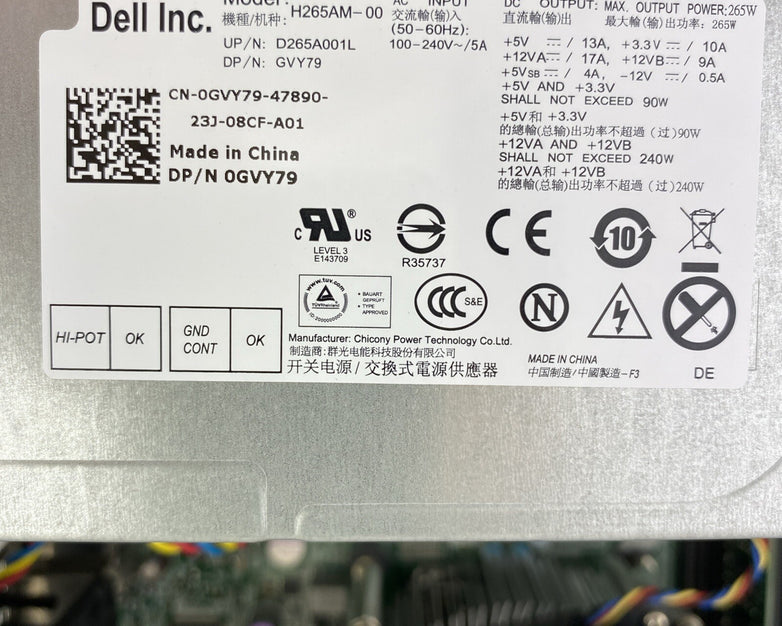 Dell Inc.
Model:
機種/机种: H265AM-00
UP/N: D265A001L
DP/N: GVY79
AC INPUT
交流輸(输)入
(50-60Hz):
100-240V~/5A
DC OUTPUT: MAX. OUTPUT POWER:265W
直流輸(输)出 最大輸(输)出功率: 265W
+5V / 13A, +3.3V / 10A
+12VA / 17A, +12VB / 9A
+5VSB / 4A, -12V / 0.5A
+5V AND +3.3V
SHALL NOT EXCEED 90W
+5V和 +3.3V
的總輸(总输)出功率不超過(过)90W
+12VA AND +12VB
SHALL NOT EXCEED 240W
+12VA和 +12VB
的總輸(总输)出功率不超過(过)240W
CN-0GVY79-47890-
23J-08CF-A01
Made in China
DP/N 0GVY79
c RU ® US
LEVEL 3
E143709
R35737
CE
10
www.tuv.com
TÜVRheinland
ID:2000000000
BAUART
GEPRÜFT
TYPE
APPROVED
CCC S&E
N
HI-POT OK
GND
CONT OK
Manufacturer: Chicony Power Technology Co.Ltd.
制造商: 群光电能科技股份有限公司
开关电源/交換式電源供應器
MADE IN CHINA
中国制造/中國製造-F3
DE